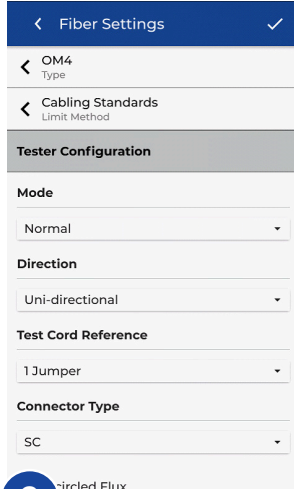 Fiber Settings
OM4
Type
Cabling Standards
Limit Method
Tester Configuration
Mode
Normal
Direction
Uni-directional
Test Cord Reference
1 Jumper
Connector Type
SC
Flux